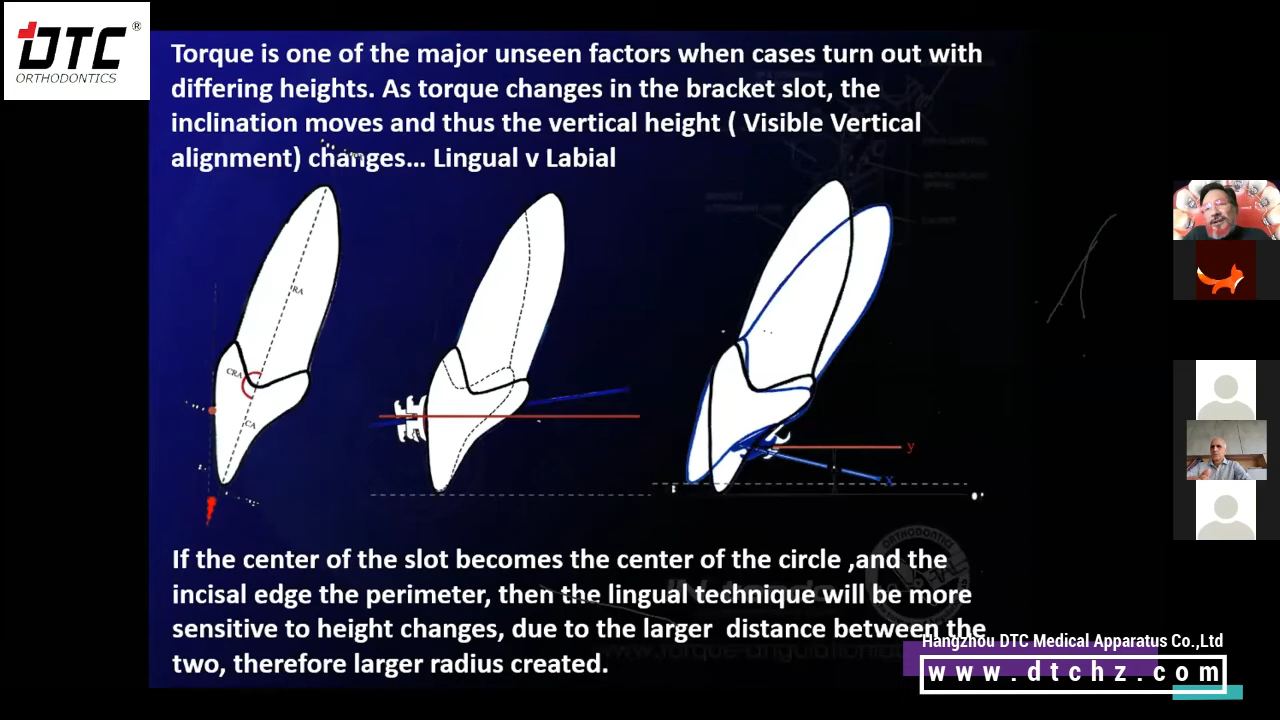 DTC®
ORTHODONTICS
Torque is one of the major unseen factors when cases turn out with
differing heights. As torque changes in the bracket slot, the
inclination moves and thus the vertical height ( Visible Vertical
alignment) changes... Lingual v Labial
RA
CRA
CA
y
x
If the center of the slot becomes the center of the circle ,and the
incisal edge the perimeter, then the lingual technique will be more
sensitive to height changes, due to the larger distance between the
two, therefore larger radius created.
Hangzhou DTC Medical Apparatus Co.,Ltd
www.dtchz.com